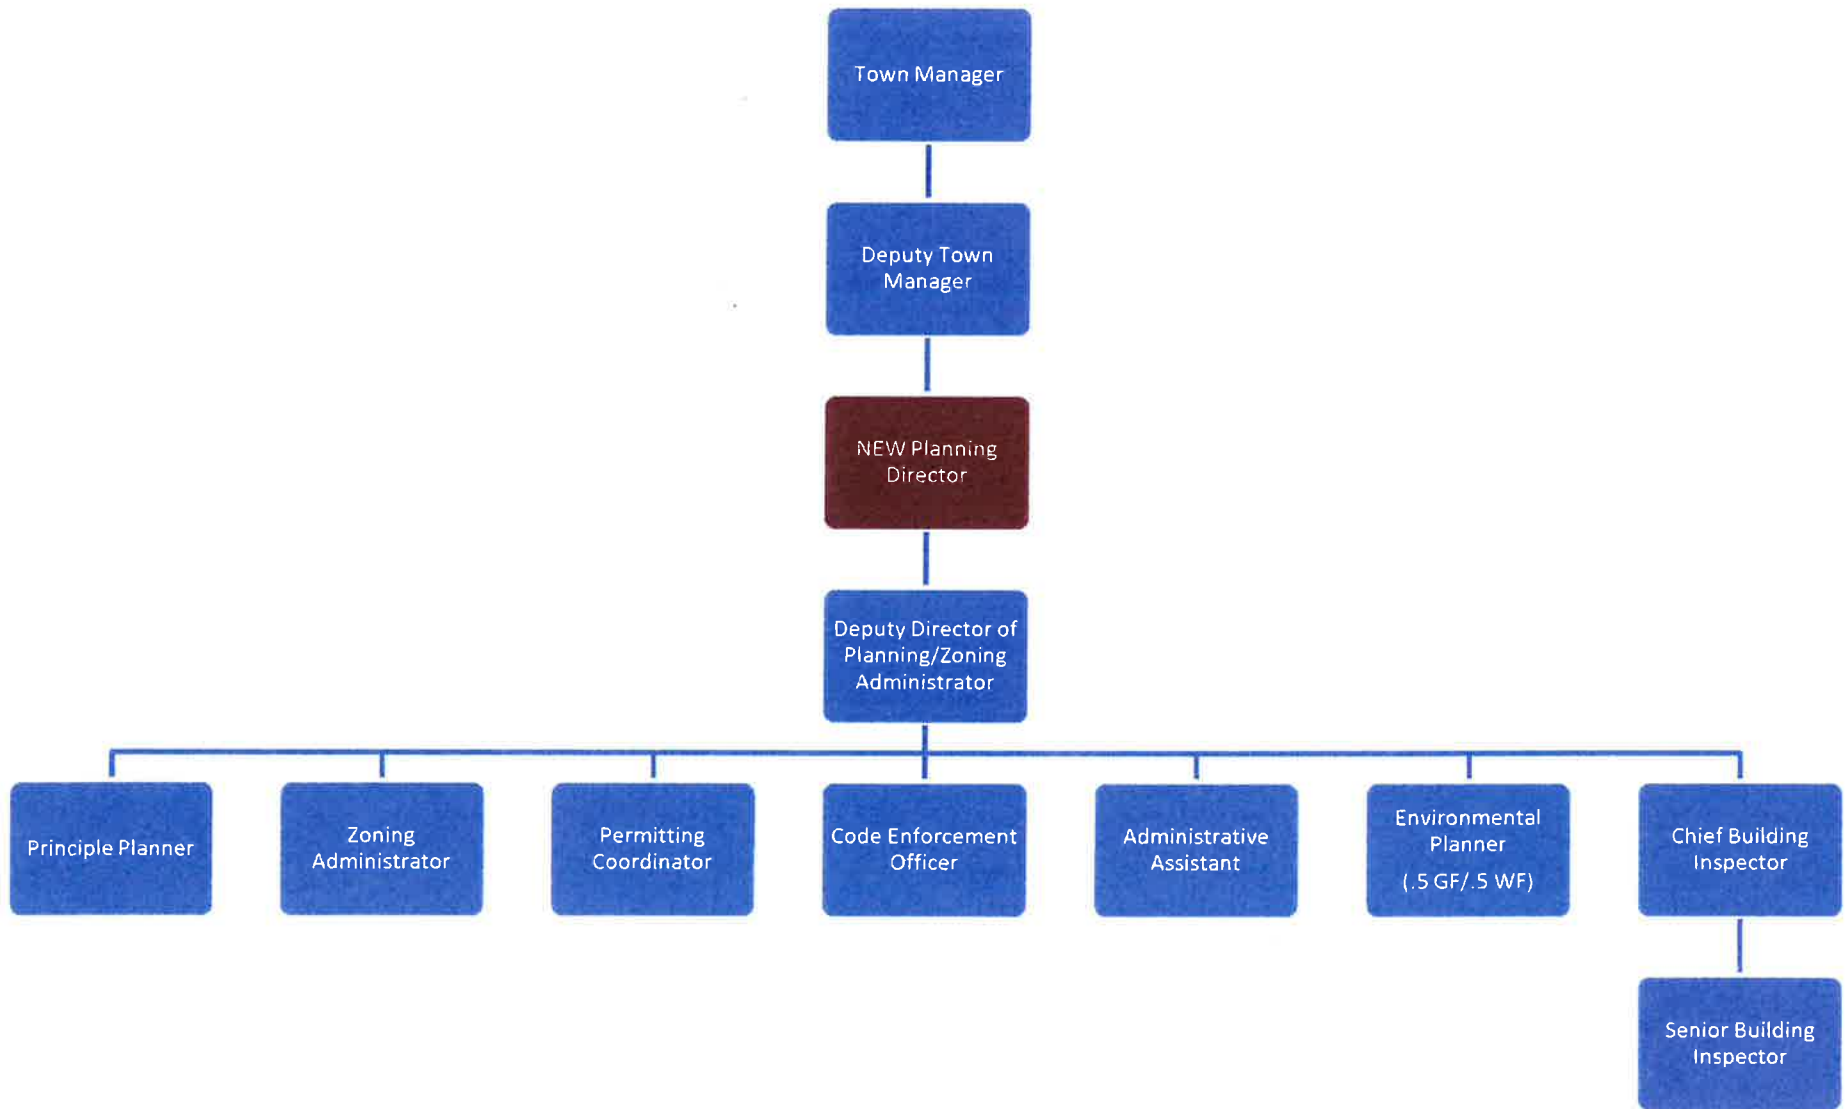 Town Manager
Deputy Town
Manager
NEW Planning
Director
Deputy Director of
Planning/Zoning
Administrator
Principle Planner
Zoning
Administrator
Permitting
Coordinator
Code Enforcement
Officer
Administrative
Assistant
Environmental
Planner
(.5 GF/.5 WF)
Chief Building
Inspector
Senior Building
Inspector